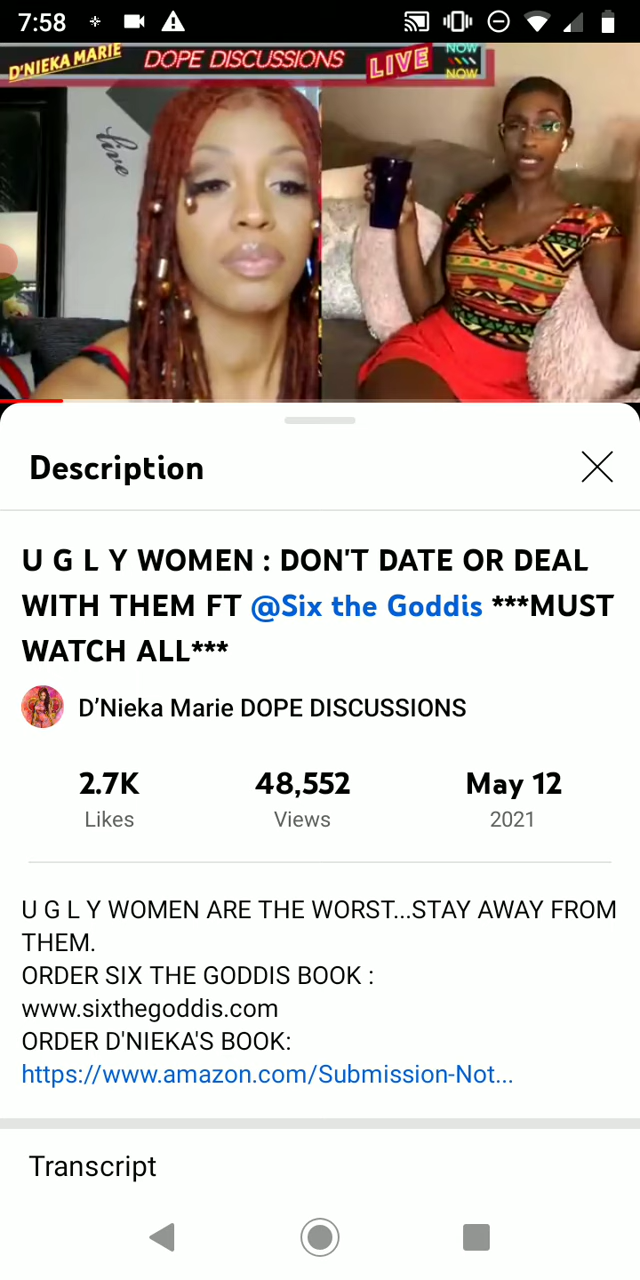 7:58
D'NIEKA MARIE DOPE DISCUSSIONS LIVE NOW
NOW
live
Description
U G L Y WOMEN : DON'T DATE OR DEAL
WITH THEM FT @Six the Goddis ***MUST
WATCH ALL***
D’Nieka Marie DOPE DISCUSSIONS
2.7K 48,552 May 12
Likes Views 2021
U G L Y WOMEN ARE THE WORST...STAY AWAY FROM
THEM.
ORDER SIX THE GODDIS BOOK :
www.sixthegoddis.com
ORDER D'NIEKA'S BOOK:
https://www.amazon.com/Submission-Not...
Transcript